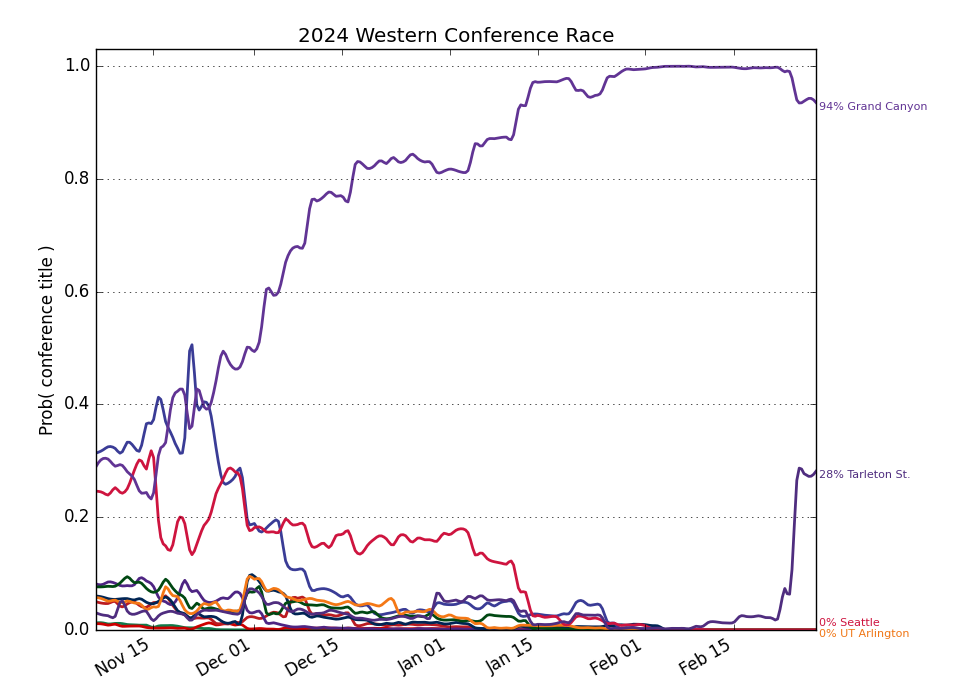 2024 Western Conference Race
Prob( conference title )
1.0
0.8
0.6
0.4
0.2
0.0
94% Grand Canyon
28% Tarleton St.
0% Seattle
0% UT Arlington
Nov 15
Dec 01
Dec 15
Jan 01
Jan 15
Feb 01
Feb 15